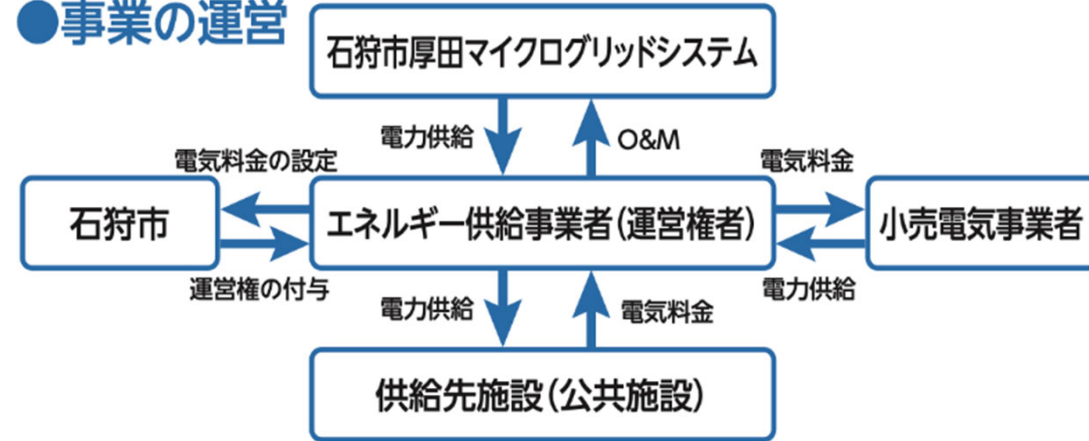 ●事業の運営
石狩市厚田マイクログリッドシステム
電力供給
O&M
電気料金の設定
電気料金
石狩市
エネルギー供給事業者(運営権者)
小売電気事業者
運営権の付与
電力供給
電力供給
電気料金
供給先施設(公共施設)